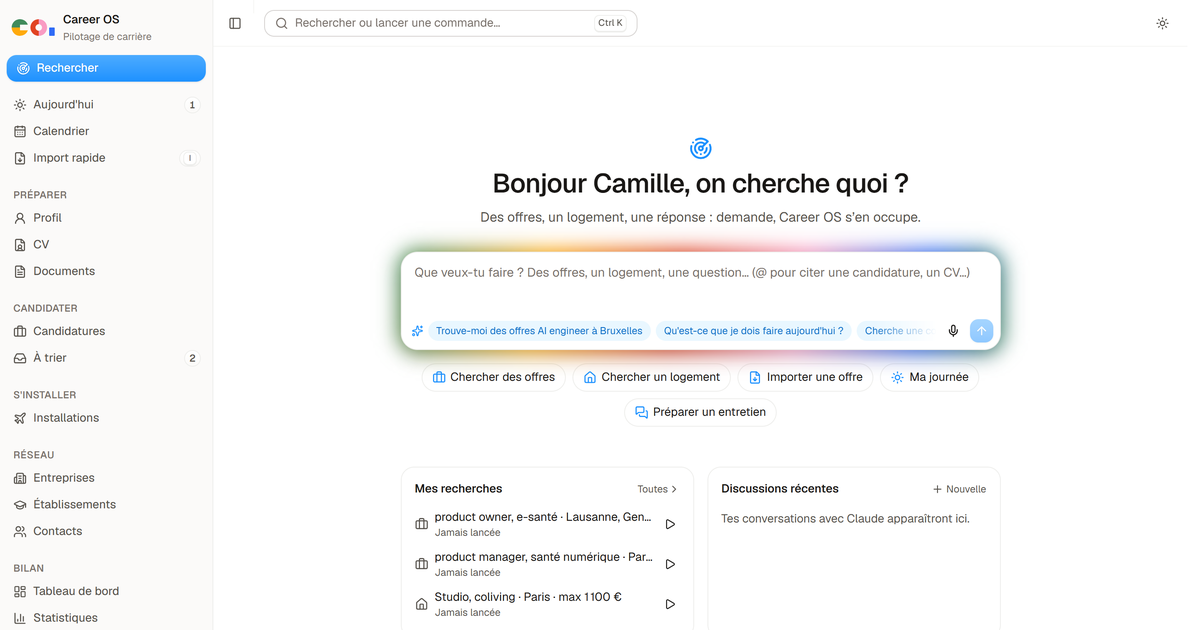 Career OS
Pilotage de carrière
Rechercher
Aujourd'hui 1
Calendrier
Import rapide I
PRÉPARER
Profil
CV
Documents
CANDIDATER
Candidatures
À trier 2
S'INSTALLER
Installations
RÉSEAU
Entreprises
Établissements
Contacts
BILAN
Tableau de bord
Statistiques
Rechercher ou lancer une commande... Ctrl K
Bonjour Camille, on cherche quoi ?
Des offres, un logement, une réponse : demande, Career OS s'en occupe.
Que veux-tu faire ? Des offres, un logement, une question... (@ pour citer une candidature, un CV...)
Trouve-moi des offres AI engineer à Bruxelles Qu'est-ce que je dois faire aujourd'hui ? Cherche une
Chercher des offres Chercher un logement Importer une offre Ma journée
Préparer un entretien
Mes recherches Toutes
product owner, e-santé · Lausanne, Gen...
Jamais lancée
product manager, santé numérique · Par...
Jamais lancée
Studio, coliving · Paris · max 1 100 €
Jamais lancée
Discussions récentes + Nouvelle
Tes conversations avec Claude apparaîtront ici.